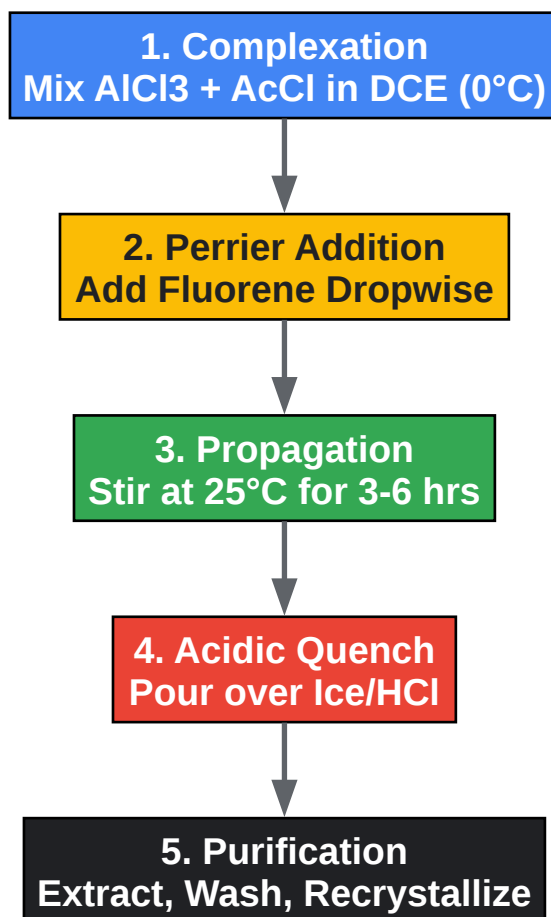 1. Complexation
Mix AlCl3 + AcCl in DCE (0°C)
2. Perrier Addition
Add Fluorene Dropwise
3. Propagation
Stir at 25°C for 3-6 hrs
4. Acidic Quench
Pour over Ice/HCl
5. Purification
Extract, Wash, Recrystallize